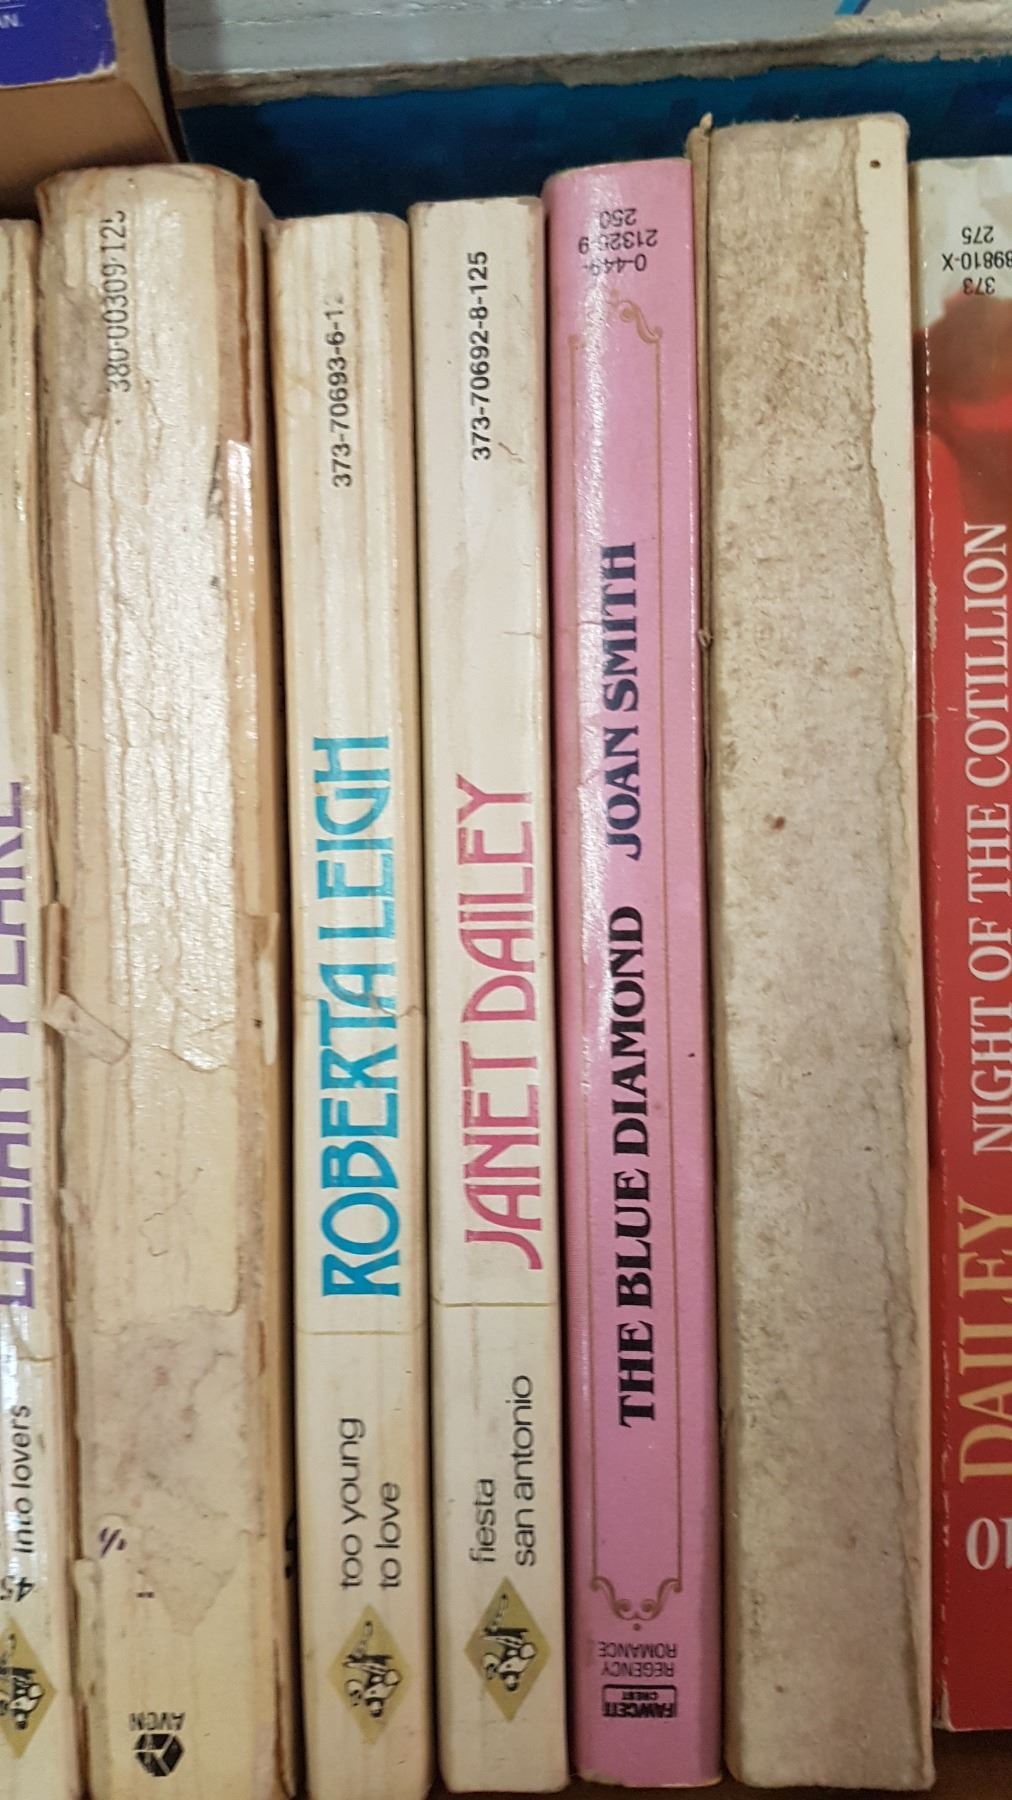 AN.
LILIAN PEAKE
into lovers
45
380-00309-125
AVON
373-70693-6-12
ROBERTA LEIGH
too young
to love
373-70692-8-125
JANET DAILEY
fiesta
san antonio
0-449-
21325-9
250
THE BLUE DIAMOND JOAN SMITH
REGENCY
ROMANCE
FAWCETT
CREST
373
89810-X
275
DAILEY
NIGHT OF THE COTILLION